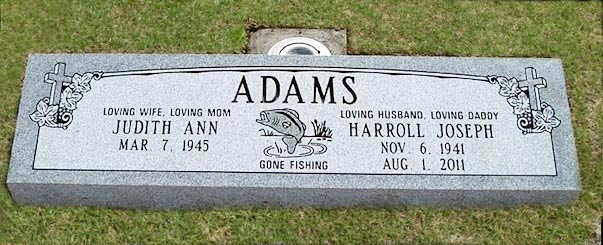 ADAMS
LOVING WIFE, LOVING MOM
JUDITH ANN
MAR 7, 1945
GONE FISHING
LOVING HUSBAND, LOVING DADDY
HARROLL JOSEPH
NOV. 6, 1941
AUG 1, 2011